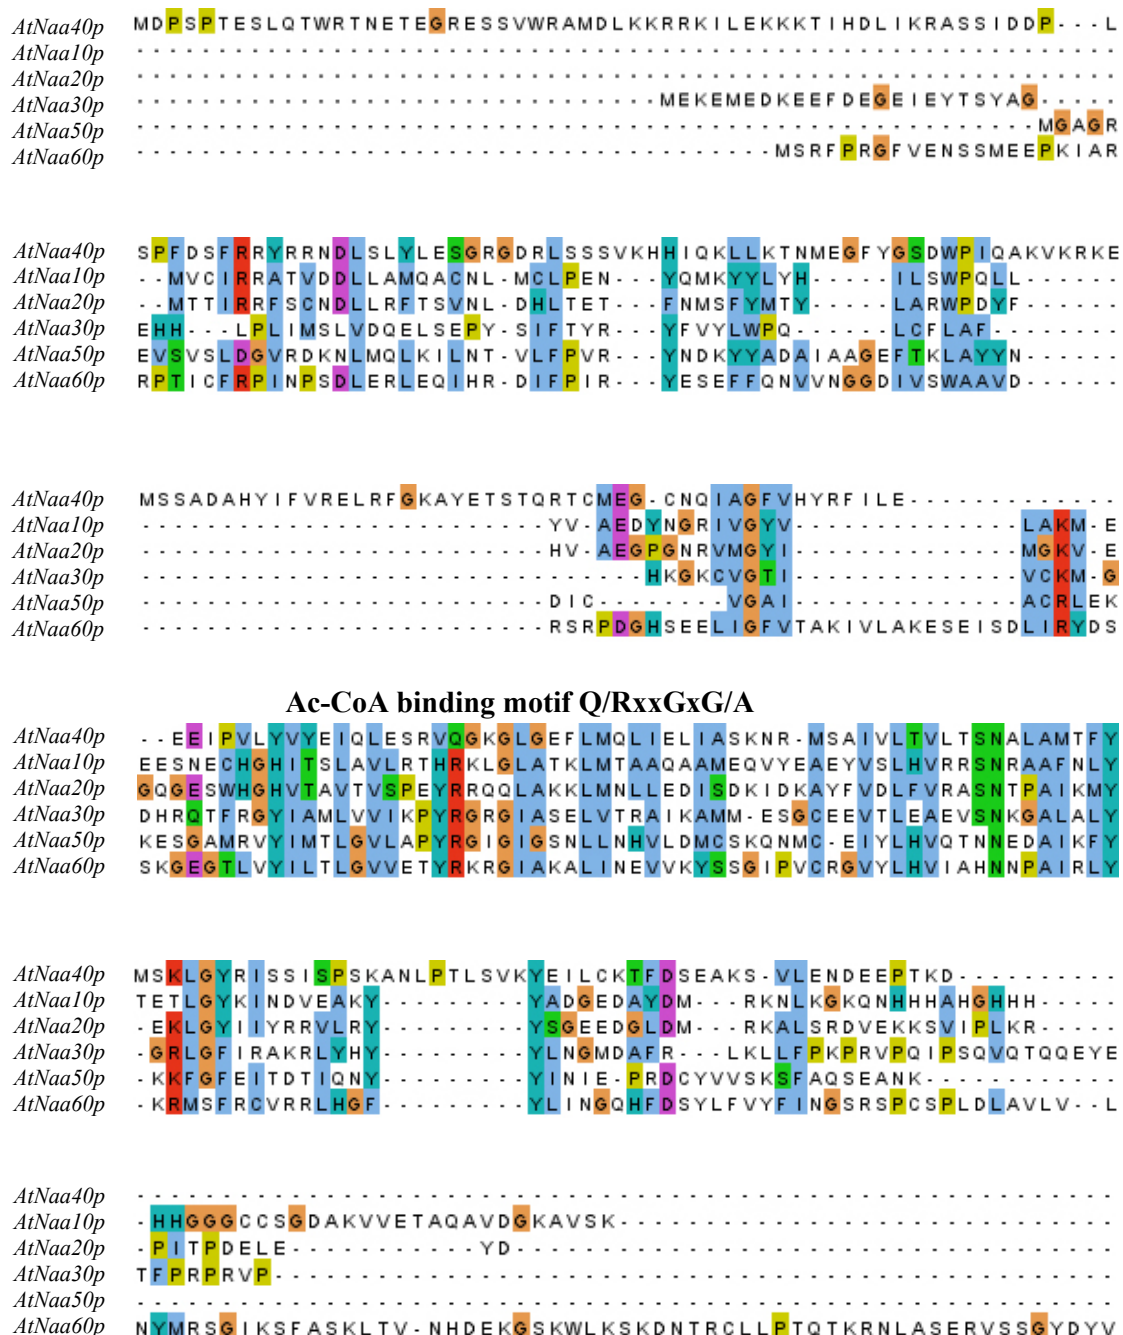 AtNaa40p MDPSPTESLQTWRTNETEGRESSVWRAMDLKKRRKILEKKKTIHDLIKRASSIDDP---L
AtNaa10p ------------------------------------------------------------
AtNaa20p ------------------------------------------------------------
AtNaa30p --------------------------------MEKEMEDKEEFDEGEIEYTSYAG-----
AtNaa50p -------------------------------------------------------MGAGR
AtNaa60p ---------------------------------------MSRFPRGFVENSSMEEPKIAR
AtNaa40p SPFDSFRRYRRNDLSLYLESGRGDRLSSSVKHHIQKLLKTNMEGFYGSDWPIQAKVKRKE
AtNaa10p --MVCIRRATVDDLLAMQACNL-MCLPEN---YQMKYYLYH-----ILSWPQLL------
AtNaa20p --MTTIRRFSCNDLLRFTSVNL-DHLTET---FNMSFYMTY-----LARWPDYF------
AtNaa30p EHH---LPLIMSLVDQELSEPY-SIFTYR---YFVYLWPQ------LCFLAF--------
AtNaa50p EVSVSLDGVRDKNLMQLKILNT-VLFPVR---YNDKYYADAIAAGEFTKLAYYN------
AtNaa60p RPTICFRPINPSDLERLEQIHR-DIFPIR---YESEFFQNVVNGGDIVSWAAVD------
AtNaa40p MSSADAHYIFVRELRFGKAYETSTQRTCMEG-CNQIAGFVHYRFILE-------------
AtNaa10p -------------------------YV-AEDYNGRIVGYV--------------LAKM-E
AtNaa20p -------------------------HV-AEGPGNRVMGYI--------------MGKV-E
AtNaa30p -------------------------------HKGKCVGTI--------------VCKM-G
AtNaa50p -------------------------DIC--------VGAI--------------ACRLEK
AtNaa60p -------------------------RSRPDGHSEELIGFVTAKIVLAKESEISDLIRYDS
Ac-CoA binding motif Q/RxxGxG/A
AtNaa40p --EEIPVLYVYEIQLESRVQGKGLGEFLMQLIELIASKNR-MSAIVLTVLTSNALAMTFY
AtNaa10p EESNECHGHITSLAVLRTHRKLGLATKLMTAAQAAMEQVYEAEYVSLHVRRSNRAAFNLY
AtNaa20p GQGESWHGHVTAVTVSPEYRRQQLAKKLMNLLEDISDKIDKAYFVDLFVRASNTPAIKMY
AtNaa30p DHRQTFRGYIAMLVVIKPYRGRGIASELVTRAIKAMM-ESGCEEVTLEAEVSNKGALALY
AtNaa50p KESGAMRVYIMTLGVLAPYRGIGIGSNLLNHVLDMCSKQNMC-EIYLHVQTNNEDAIKFY
AtNaa60p SKGEGTLVYILTLGVVETYRKRGIAKALINEVVKYSSGIPVCRGVYLHVIAHNNPAIRLY
AtNaa40p MSKLGYRISSISPSKANLPTLSVKYEILCKTFDSEAKS-VLENDEEPTKD----------
AtNaa10p TETLGYKINDVEAKY---------YADGEDAYDM---RKNLKGKQNHHHAHGHHH-----
AtNaa20p -EKLGYIIYRRVLRY---------YSGEEDGLDM---RKALSRDVEKKSVIPLKR-----
AtNaa30p -GRLGFIRAKRLYHY---------YLNGMDAFR---LKLLFPKPRVPQIPSQVQTQQEYE
AtNaa50p -KKFGFEITDTIQNY---------YINIE-PRDCYVVSKSFAQSEANK------------
AtNaa60p -KRMSFRCVRRLHGF---------YLINGQHFDSYLFVYFINGSRSPCSPLDLAVLV--L
AtNaa40p ------------------------------------------------------------
AtNaa10p -HHGGGCCSGDAKVVETAQAVDGKAVSK-------------------------------
AtNaa20p -PITPDELE------------YD-------------------------------------
AtNaa30p TFPRPRVP----------------------------------------------------
AtNaa50p ------------------------------------------------------------
AtNaa60p NYMRSGIKSFASKLTV-NHDEKGSKWLKSKDNTRCLLPTQTKRNLASERVSSGYDYV